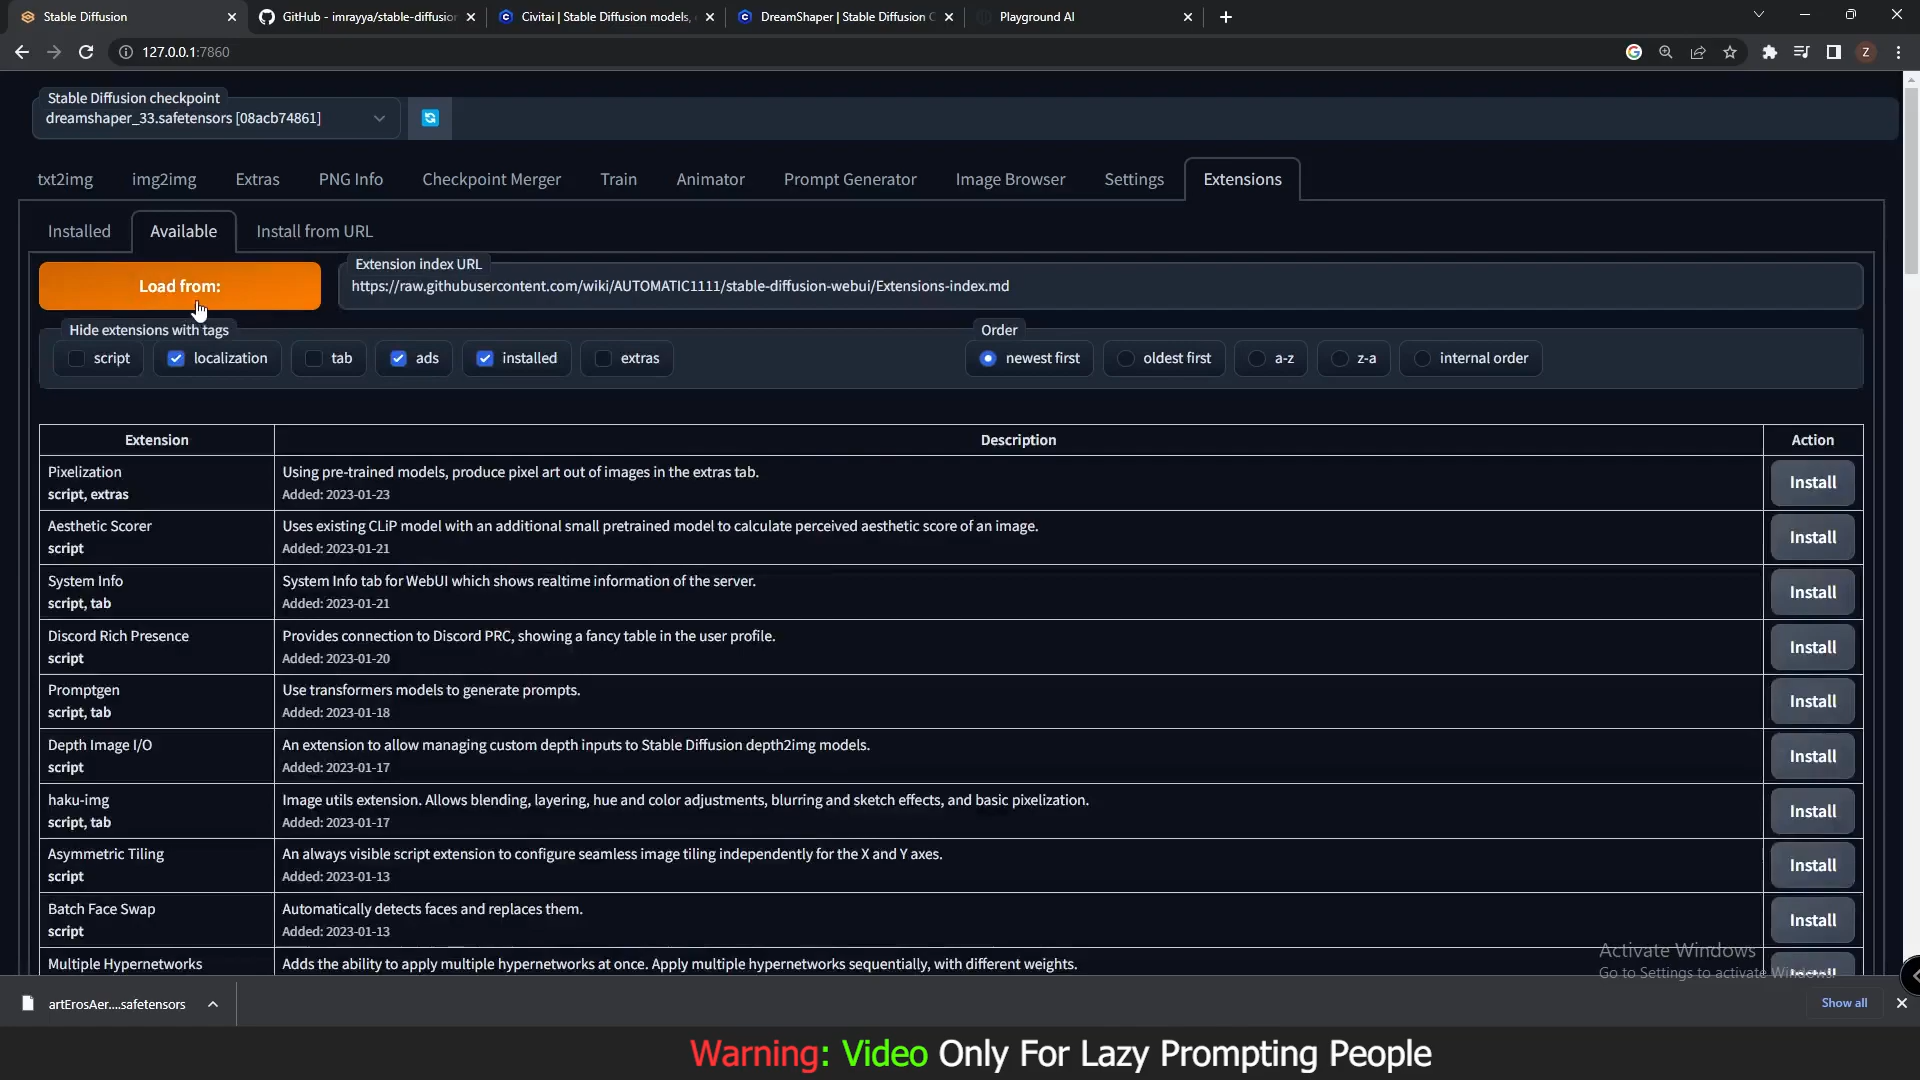 Stable Diffusion
GitHub - imrayya/stable-diffusion
Civitai | Stable Diffusion models,
DreamShaper | Stable Diffusion C
Playground AI
127.0.0.1:7860
Z
Stable Diffusion checkpoint
dreamshaper_33.safetensors [08acb74861]
txt2img img2img Extras PNG Info Checkpoint Merger Train Animator Prompt Generator Image Browser Settings Extensions
Installed Available Install from URL
Load from:
Extension index URL
https://raw.githubusercontent.com/wiki/AUTOMATIC1111/stable-diffusion-webui/Extensions-index.md
Hide extensions with tags
script localization tab ads installed extras
Order
newest first oldest first a-z z-a internal order
Extension Description Action
Pixelization
script, extras
Using pre-trained models, produce pixel art out of images in the extras tab.
Added: 2023-01-23
Install
Aesthetic Scorer
script
Uses existing CLiP model with an additional small pretrained model to calculate perceived aesthetic score of an image.
Added: 2023-01-21
Install
System Info
script, tab
System Info tab for WebUI which shows realtime information of the server.
Added: 2023-01-21
Install
Discord Rich Presence
script
Provides connection to Discord PRC, showing a fancy table in the user profile.
Added: 2023-01-20
Install
Promptgen
script, tab
Use transformers models to generate prompts.
Added: 2023-01-18
Install
Depth Image I/O
script
An extension to allow managing custom depth inputs to Stable Diffusion depth2img models.
Added: 2023-01-17
Install
haku-img
script, tab
Image utils extension. Allows blending, layering, hue and color adjustments, blurring and sketch effects, and basic pixelization.
Added: 2023-01-17
Install
Asymmetric Tiling
script
An always visible script extension to configure seamless image tiling independently for the X and Y axes.
Added: 2023-01-13
Install
Batch Face Swap
script
Automatically detects faces and replaces them.
Added: 2023-01-13
Install
Multiple Hypernetworks
Adds the ability to apply multiple hypernetworks at once. Apply multiple hypernetworks sequentially, with different weights.
Install
Activate Windows
Go to Settings to activate Windows.
artErosAer....safetensors
Show all
Warning: Video Only For Lazy Prompting People